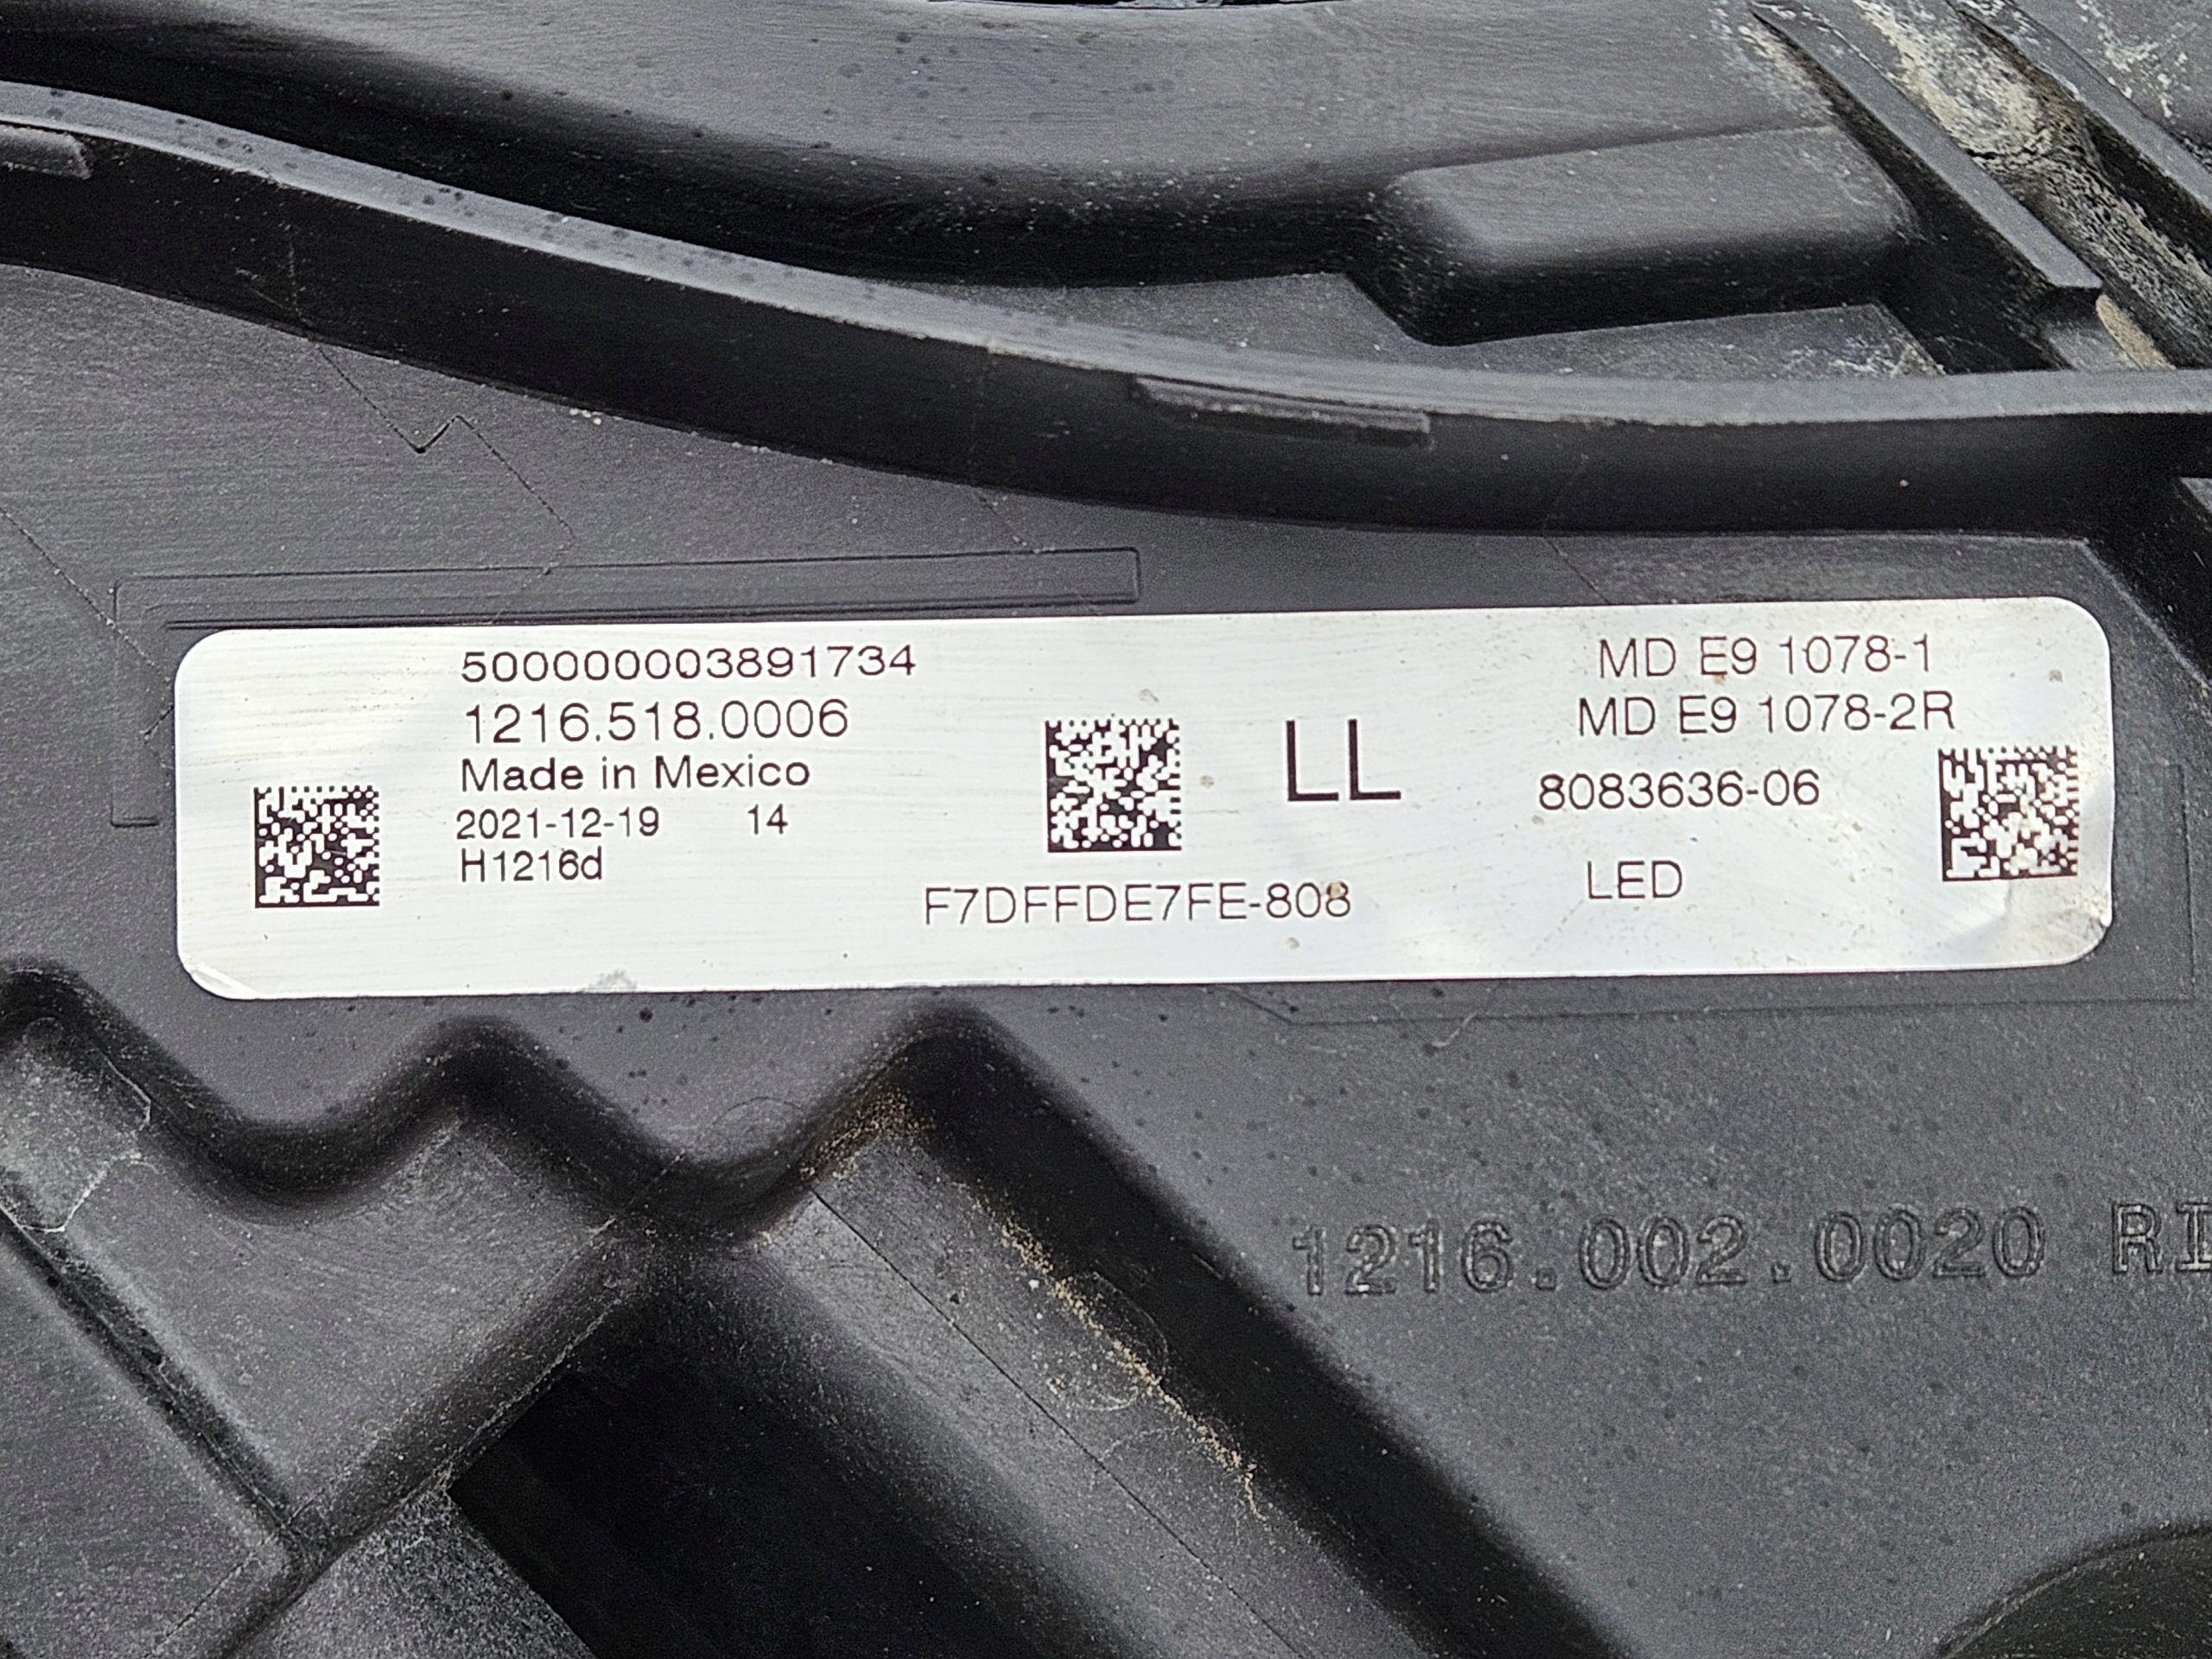 500000003891734
1216.518.0006
Made in Mexico
2021-12-19 14
H1216d
F7DFFDE7FE-808
LL
MD E9 1078-1
MD E9 1078-2R
8083636-06
LED
1216.002.0020 RI